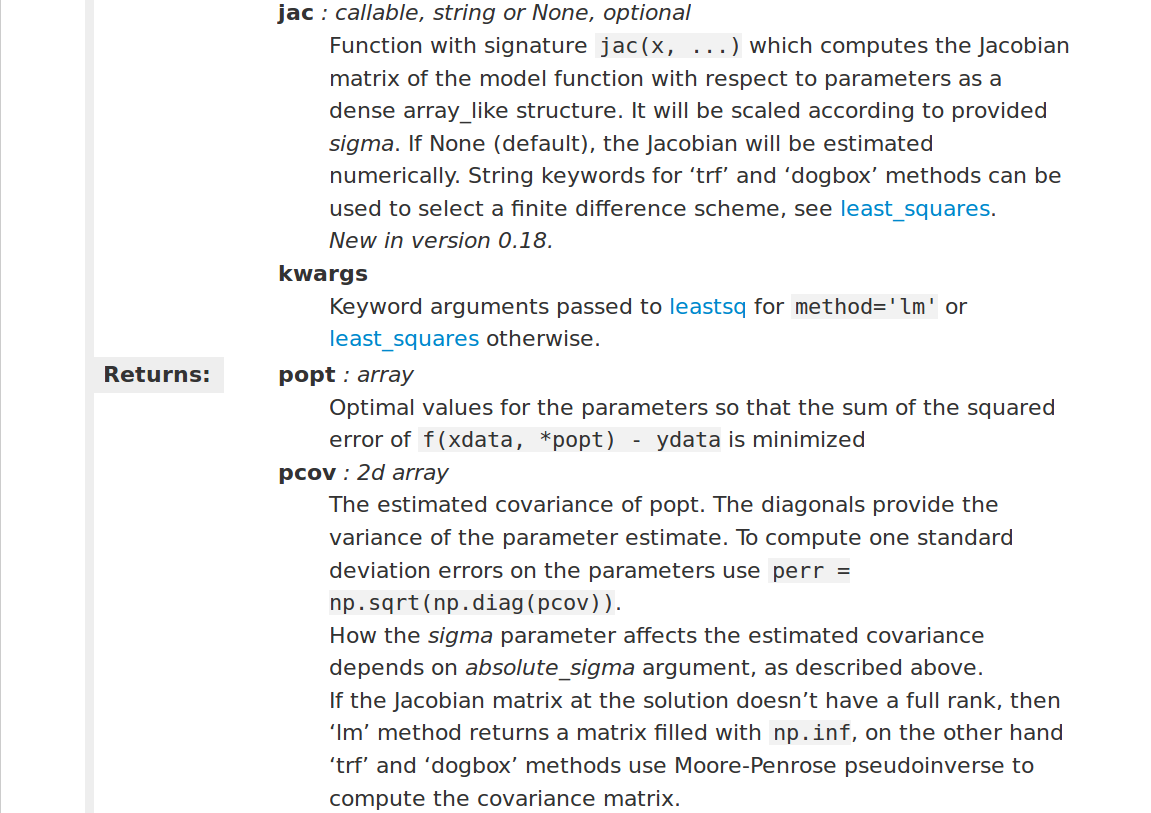 jac : callable, string or None, optional
Function with signature jac(x, ...) which computes the Jacobian
matrix of the model function with respect to parameters as a
dense array_like structure. It will be scaled according to provided
sigma. If None (default), the Jacobian will be estimated
numerically. String keywords for ‘trf’ and ‘dogbox’ methods can be
used to select a finite difference scheme, see least_squares.
New in version 0.18.
kwargs
Keyword arguments passed to leastsq for method='lm' or
least_squares otherwise.
Returns: popt : array
Optimal values for the parameters so that the sum of the squared
error of f(xdata, *popt) - ydata is minimized
pcov : 2d array
The estimated covariance of popt. The diagonals provide the
variance of the parameter estimate. To compute one standard
deviation errors on the parameters use perr =
np.sqrt(np.diag(pcov)).
How the sigma parameter affects the estimated covariance
depends on absolute_sigma argument, as described above.
If the Jacobian matrix at the solution doesn’t have a full rank, then
‘lm’ method returns a matrix filled with np.inf, on the other hand
‘trf’ and ‘dogbox’ methods use Moore-Penrose pseudoinverse to
compute the covariance matrix.